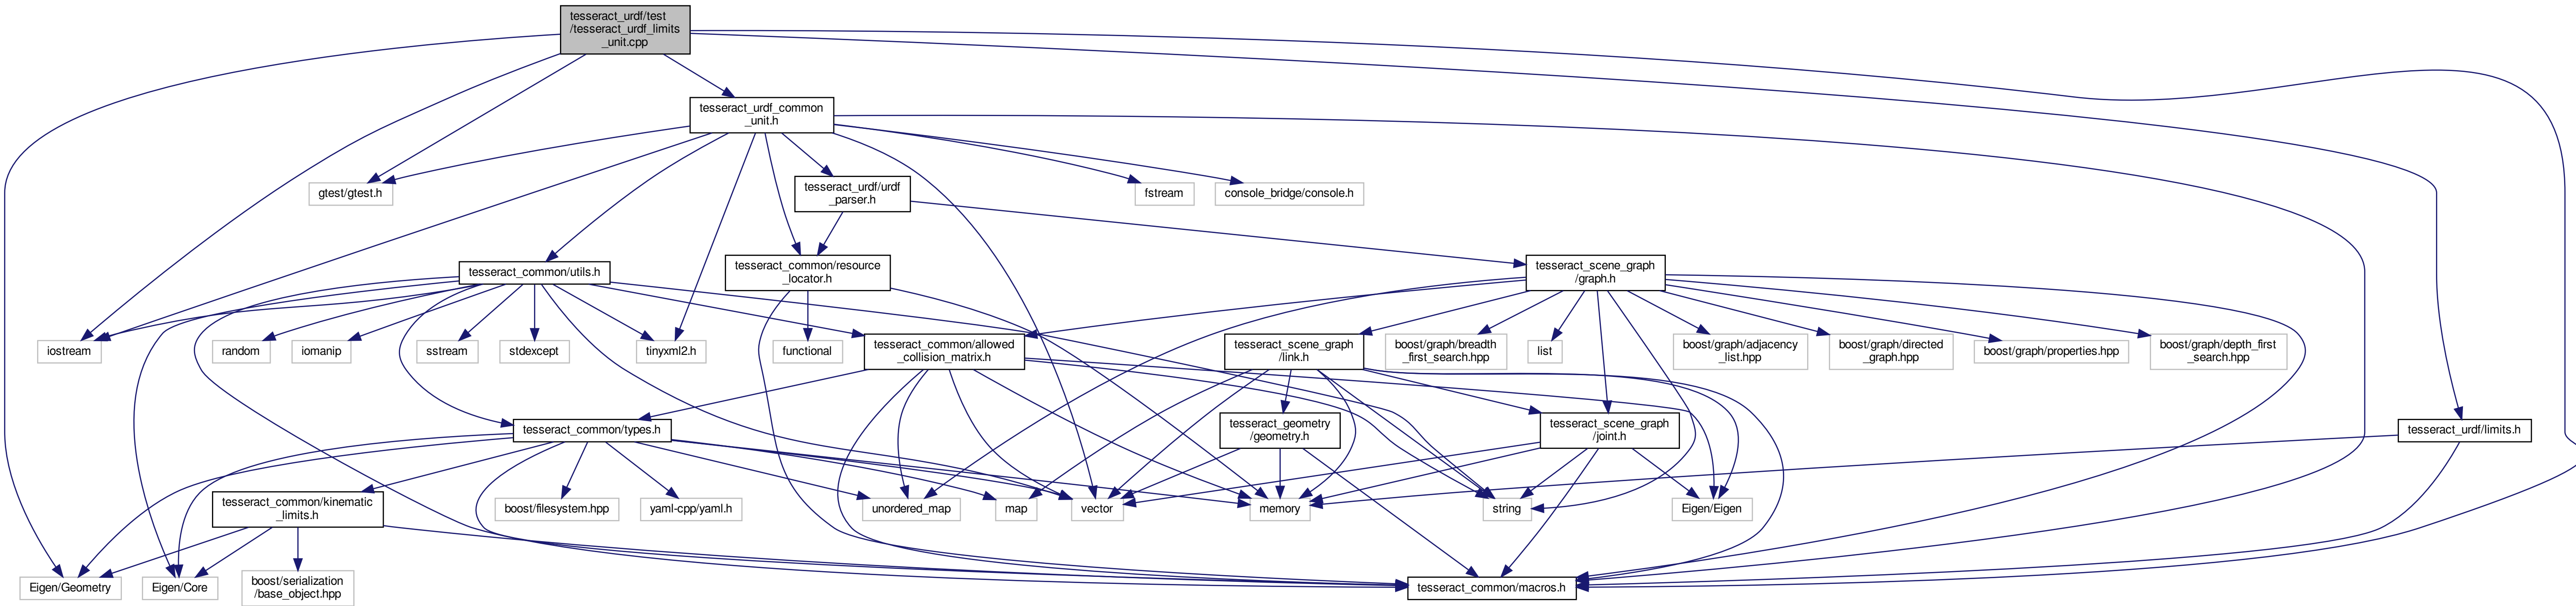 tesseract_urdf/test
/tesseract_urdf_limits
_unit.cpp
tesseract_urdf_common
_unit.h
gtest/gtest.h
tesseract_urdf/urdf
_parser.h
fstream
console_bridge/console.h
tesseract_common/utils.h
tesseract_common/resource
_locator.h
tesseract_scene_graph
/graph.h
iostream
random
iomanip
sstream
stdexcept
tinyxml2.h
functional
tesseract_common/allowed
_collision_matrix.h
tesseract_scene_graph
/link.h
boost/graph/breadth
_first_search.hpp
list
boost/graph/adjacency
_list.hpp
boost/graph/directed
_graph.hpp
boost/graph/properties.hpp
boost/graph/depth_first
_search.hpp
tesseract_common/types.h
tesseract_geometry
/geometry.h
tesseract_scene_graph
/joint.h
tesseract_urdf/limits.h
tesseract_common/kinematic
_limits.h
boost/filesystem.hpp
yaml-cpp/yaml.h
unordered_map
map
vector
memory
string
Eigen/Eigen
Eigen/Geometry
Eigen/Core
boost/serialization
/base_object.hpp
tesseract_common/macros.h